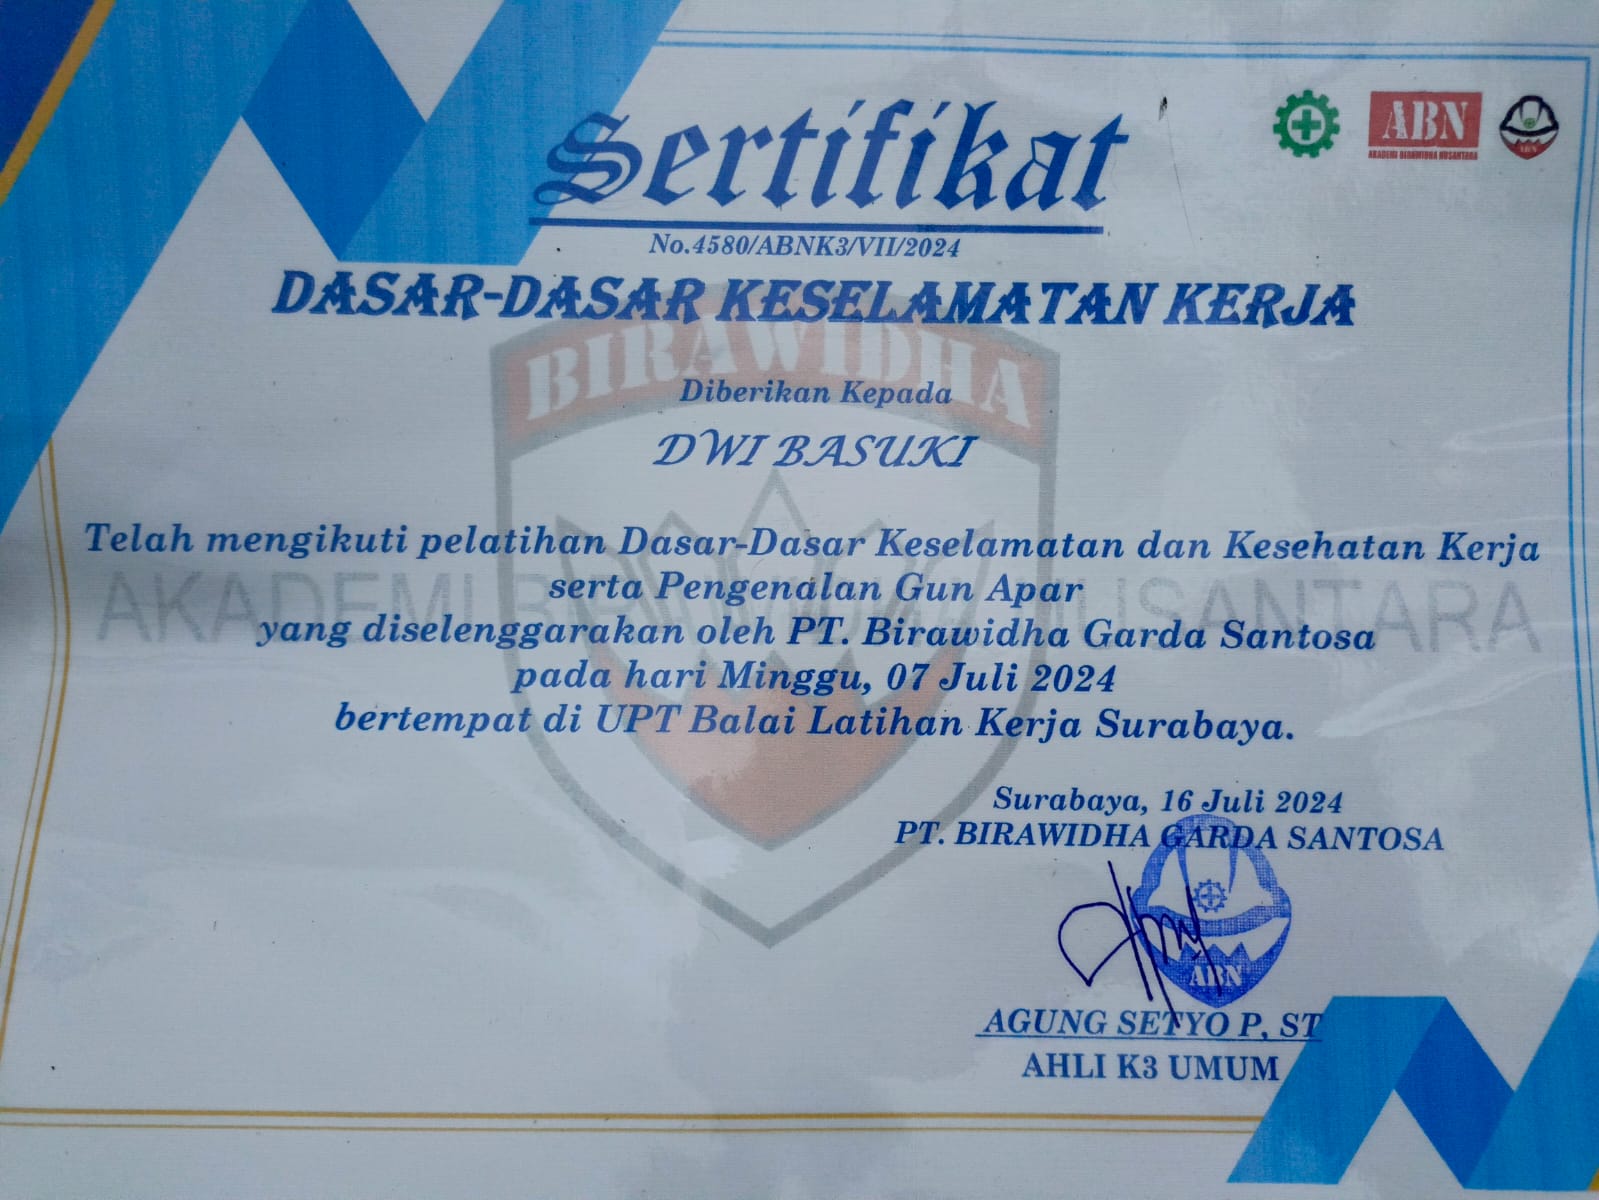 Sertifikat
ABN
AKADEMI BIRAWIDHA NUSANTARA
ABN
No.4580/ABNK3/VII/2024
DASAR-DASAR KESELAMATAN KERJA
BIRAWIDHA
Diberikan Kepada
DWI BASUKI
Telah mengikuti pelatihan Dasar-Dasar Keselamatan dan Kesehatan Kerja
serta Pengenalan Gun Apar
AKADEMI BIRAWIDHA NUSANTARA
yang diselenggarakan oleh PT. Birawidha Garda Santosa
pada hari Minggu, 07 Juli 2024
bertempat di UPT Balai Latihan Kerja Surabaya.
Surabaya, 16 Juli 2024
PT. BIRAWIDHA GARDA SANTOSA
ABN
AGUNG SETYO P, ST
AHLI K3 UMUM